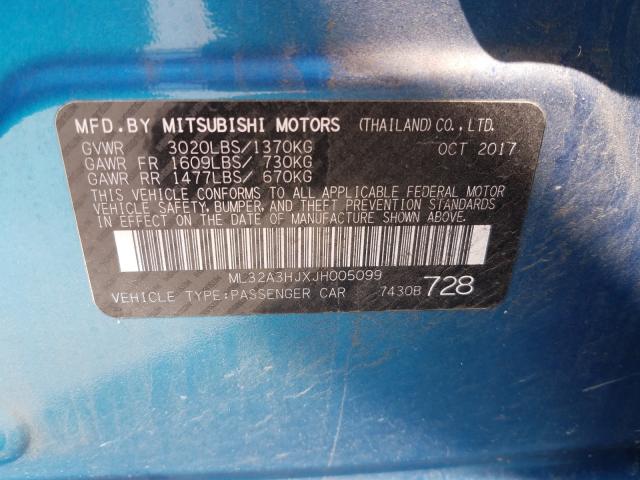 MFD.BY MITSUBISHI MOTORS (THAILAND)CO.,LTD.
GVWR 3020LBS/1370KG OCT 2017
GAWR FR 1609LBS/ 730KG
GAWR RR 1477LBS/ 670KG
THIS VEHICLE CONFORMS TO ALL APPLICABLE FEDERAL MOTOR
VEHICLE SAFETY, BUMPER, AND THEFT PREVENTION STANDARDS
IN EFFECT ON THE DATE OF MANUFACTURE SHOWN ABOVE.
ML32A3HJXJH005099
VEHICLE TYPE:PASSENGER CAR 7430B 728